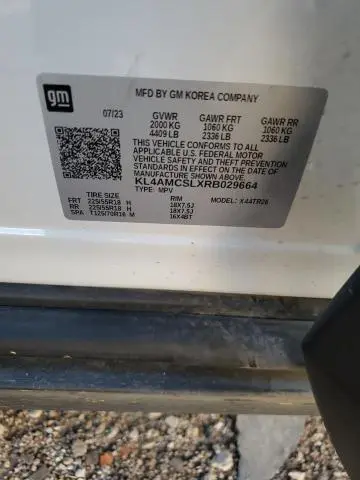 gm
MFD BY GM KOREA COMPANY
07/23 GVWR GAWR FRT GAWR RR
2000 KG 1060 KG 1060 KG
4409 LB 2336 LB 2336 LB
THIS VEHICLE CONFORMS TO ALL
APPLICABLE U.S. FEDERAL MOTOR
VEHICLE SAFETY AND THEFT PREVENTION
STANDARDS IN EFFECT ON THE DATE OF
MANUFACTURE SHOWN ABOVE.
KL4AMCSLXRB029664
TYPE: MPV MODEL: X44TR26
TIRE SIZE RIM
FRT 225/55R18 H 18X7.5J
RR 225/55R18 H 18X7.5J
SPA T125/70R16 M 16X4BT